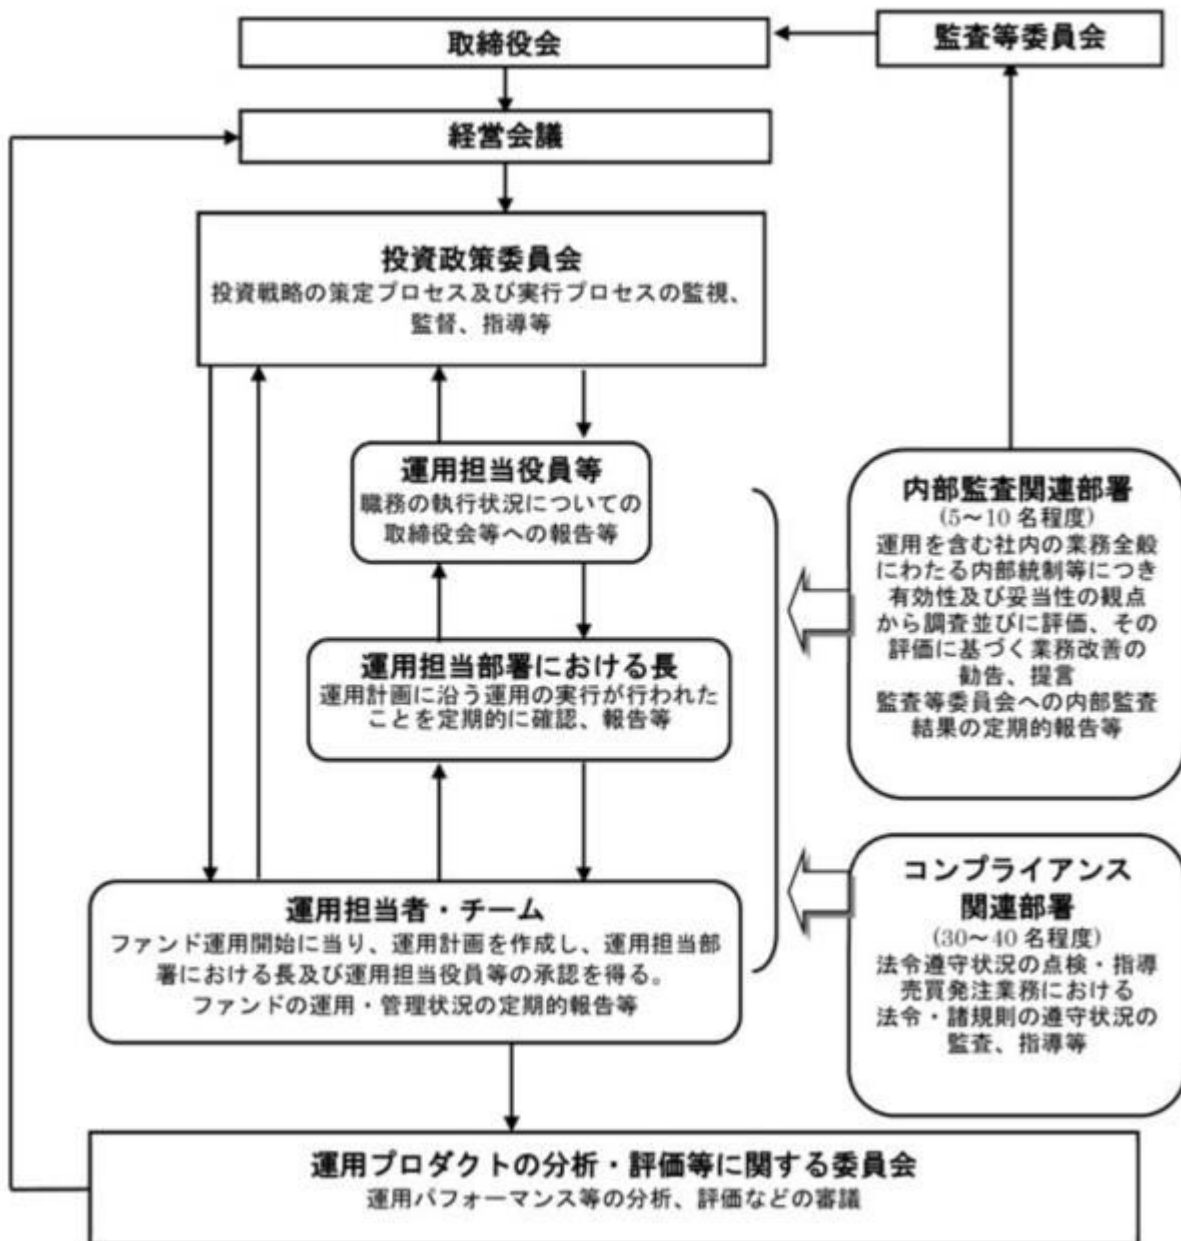 取締役会
監査等委員会
経営会議
投資政策委員会
投資戦略の策定プロセス及び実行プロセスの監視、
監督、指導等
運用担当役員等
職務の執行状況についての
取締役会等への報告等
運用担当部署における長
運用計画に沿う運用の実行が行われた
ことを定期的に確認、報告等
運用担当者・チーム
ファンド運用開始に当り、運用計画を作成し、運用担当部
署における長及び運用担当役員等の承認を得る。
ファンドの運用・管理状況の定期的報告等
内部監査関連部署
(5〜10 名程度)
運用を含む社内の業務全般
にわたる内部統制等につき
有効性及び妥当性の観点
から調査並びに評価、その
評価に基づく業務改善の
勧告、提言
監査等委員会への内部監査
結果の定期的報告等
コンプライアンス
関連部署
(30〜40 名程度)
法令遵守状況の点検・指導
売買発注業務における
法令・諸規則の遵守状況の
監査、指導等
運用プロダクトの分析・評価等に関する委員会
運用パフォーマンス等の分析、評価などの審議